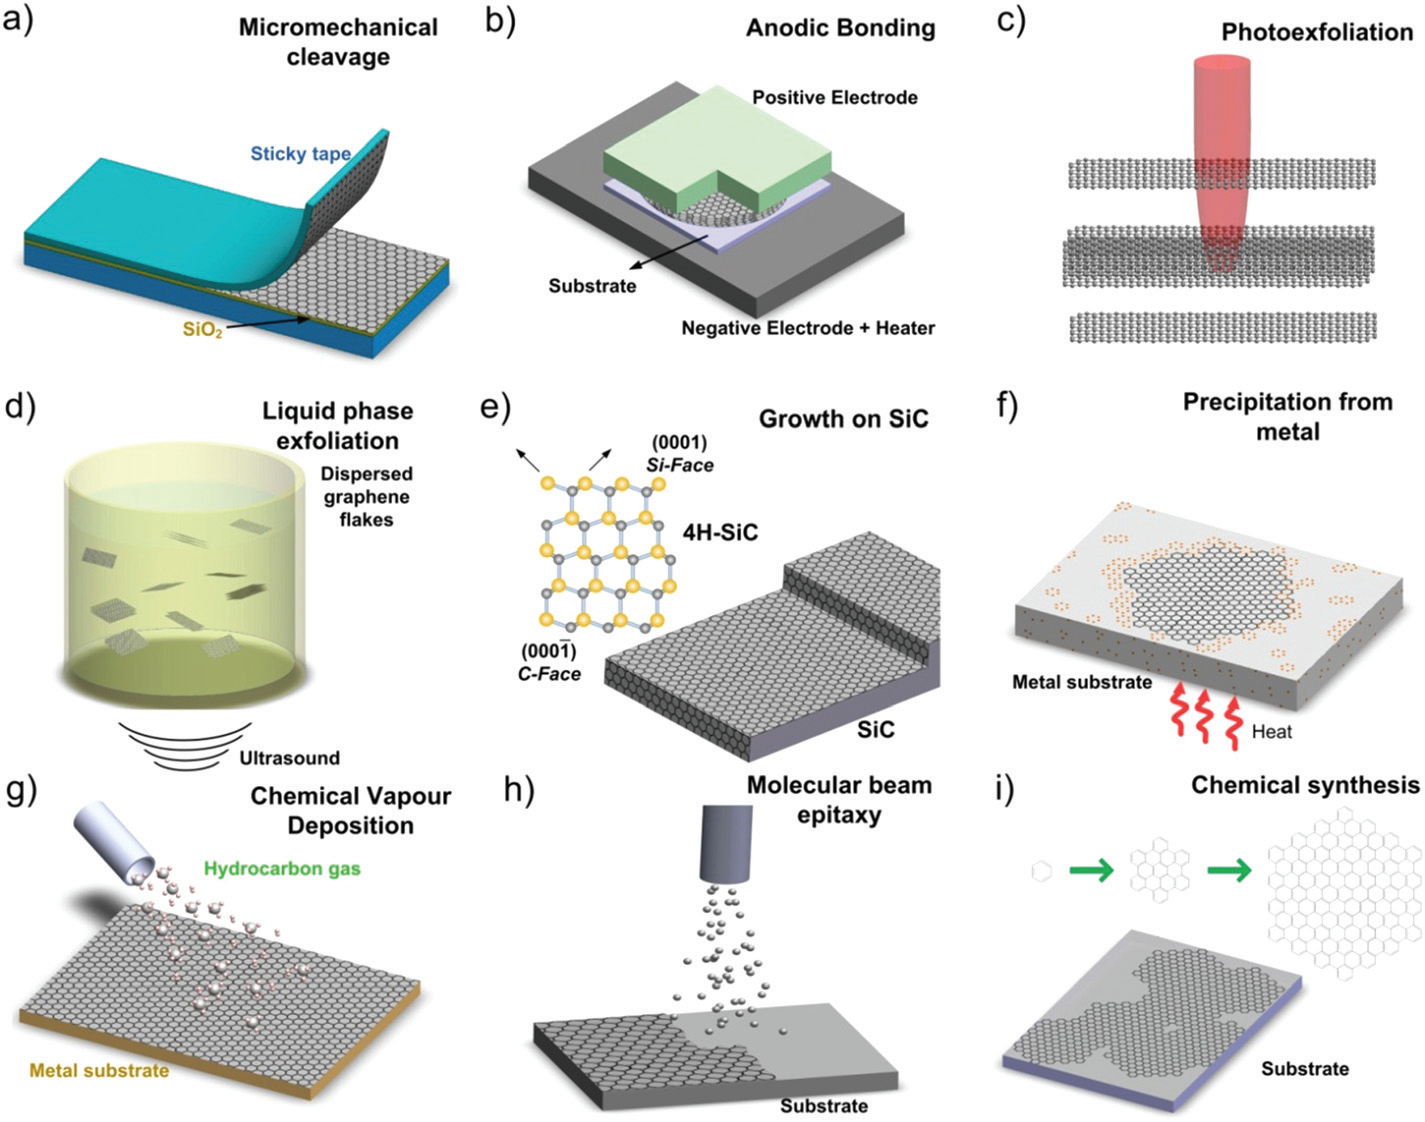 a)
Micromechanical
cleavage
Sticky tape
SiO₂
b)
Anodic Bonding
Positive Electrode
Substrate
Negative Electrode + Heater
c)
Photoexfoliation
d)
Liquid phase
exfoliation
Dispersed
graphene
flakes
Ultrasound
e)
Growth on SiC
(0001)
Si-Face
4H-SiC
(0001̅)
C-Face
SiC
f)
Precipitation from
metal
Metal substrate
Heat
g)
Chemical Vapour
Deposition
Hydrocarbon gas
Metal substrate
h)
Molecular beam
epitaxy
Substrate
i)
Chemical synthesis
Substrate